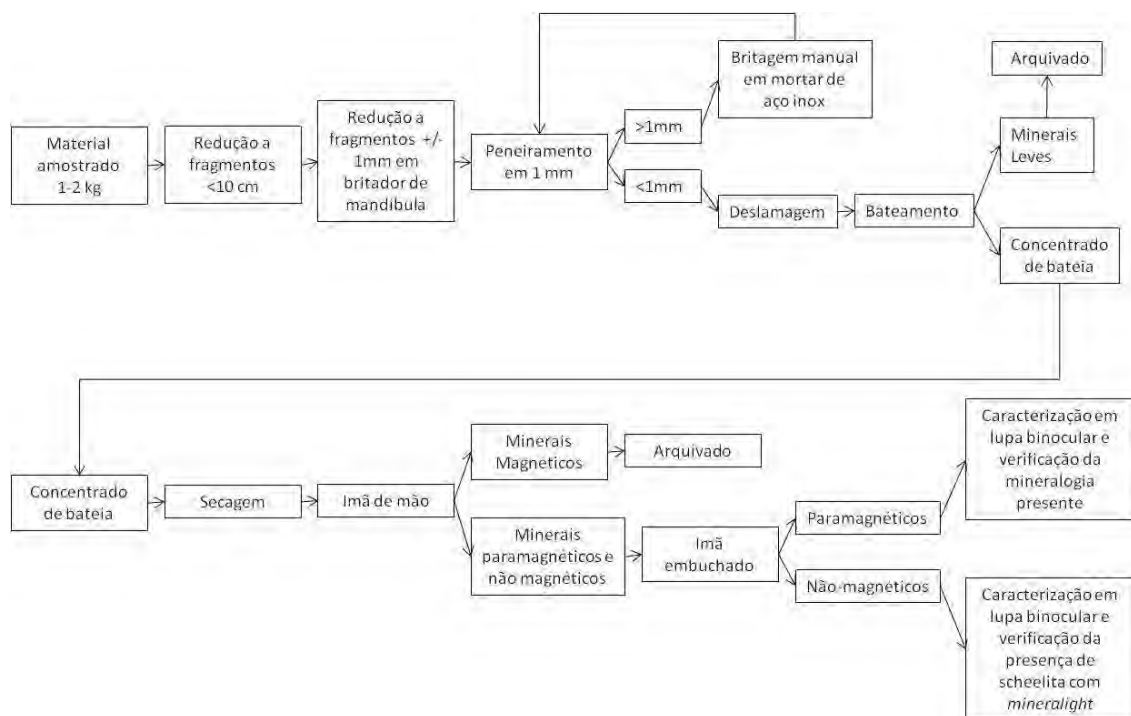 Material
amostrado
1-2 kg
Redução a
fragmentos
<10 cm
Redução a
fragmentos +/-
1mm em
britador de
mandíbula
Peneiramento
em 1 mm
>1mm
<1mm
Britagem manual
em mortar de
aço inox
Deslamagem
Bateamento
Arquivado
Minerais
Leves
Concentrado
de batéia
Concentrado
de batéia
Secagem
Imã de mão
Minerais
Magnéticos
Arquivado
Minerais
paramagnéticos e
não magnéticos
Imã
embuchado
Paramagnéticos
Não-magnéticos
Caracterização em
lupa binocular e
verificação da
mineralogia
presente
Caracterização em
lupa binocular e
verificação da
presença de
scheelita com
mineralight